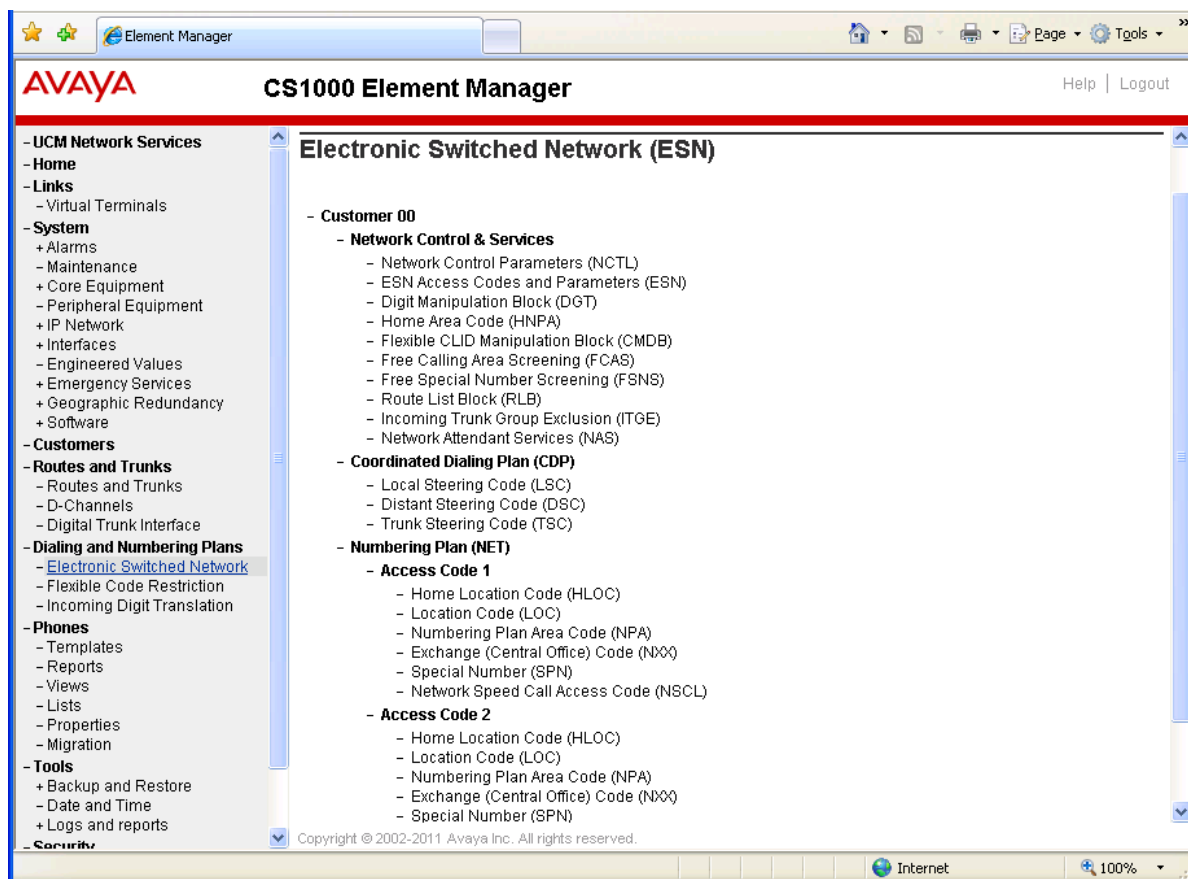 Element Manager
Page
Tools
»
AVAYA
CS1000 Element Manager
Help | Logout
- UCM Network Services
- Home
- Links
- Virtual Terminals
- System
+ Alarms
- Maintenance
+ Core Equipment
- Peripheral Equipment
+ IP Network
+ Interfaces
- Engineered Values
+ Emergency Services
+ Geographic Redundancy
+ Software
- Customers
- Routes and Trunks
- Routes and Trunks
- D-Channels
- Digital Trunk Interface
- Dialing and Numbering Plans
- Electronic Switched Network
- Flexible Code Restriction
- Incoming Digit Translation
- Phones
- Templates
- Reports
- Views
- Lists
- Properties
- Migration
- Tools
+ Backup and Restore
- Date and Time
+ Logs and reports
- Security
Electronic Switched Network (ESN)
- Customer 00
- Network Control & Services
- Network Control Parameters (NCTL)
- ESN Access Codes and Parameters (ESN)
- Digit Manipulation Block (DGT)
- Home Area Code (HNPA)
- Flexible CLID Manipulation Block (CMDB)
- Free Calling Area Screening (FCAS)
- Free Special Number Screening (FSNS)
- Route List Block (RLB)
- Incoming Trunk Group Exclusion (ITGE)
- Network Attendant Services (NAS)
- Coordinated Dialing Plan (CDP)
- Local Steering Code (LSC)
- Distant Steering Code (DSC)
- Trunk Steering Code (TSC)
- Numbering Plan (NET)
- Access Code 1
- Home Location Code (HLOC)
- Location Code (LOC)
- Numbering Plan Area Code (NPA)
- Exchange (Central Office) Code (NXX)
- Special Number (SPN)
- Network Speed Call Access Code (NSCL)
- Access Code 2
- Home Location Code (HLOC)
- Location Code (LOC)
- Numbering Plan Area Code (NPA)
- Exchange (Central Office) Code (NXX)
- Special Number (SPN)
Copyright © 2002-2011 Avaya Inc. All rights reserved.
Internet
100%